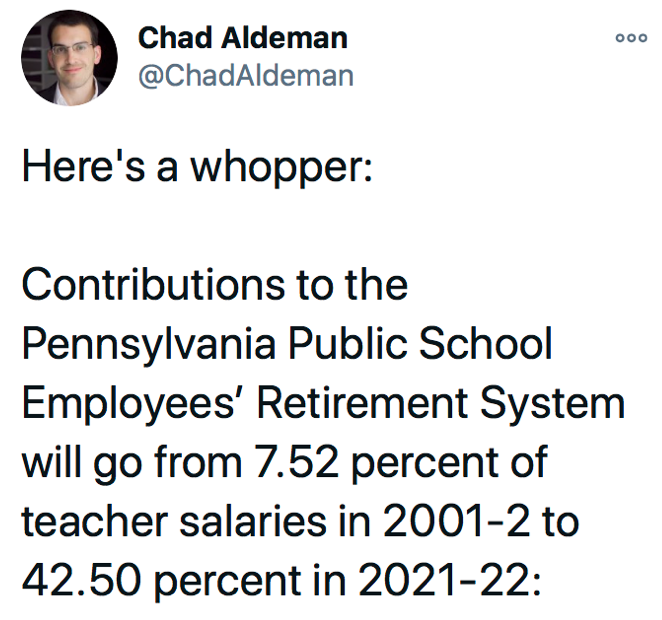 Chad Aldeman
@ChadAldeman
Here's a whopper:
Contributions to the
Pennsylvania Public School
Employees’ Retirement System
will go from 7.52 percent of
teacher salaries in 2001-2 to
42.50 percent in 2021-22: